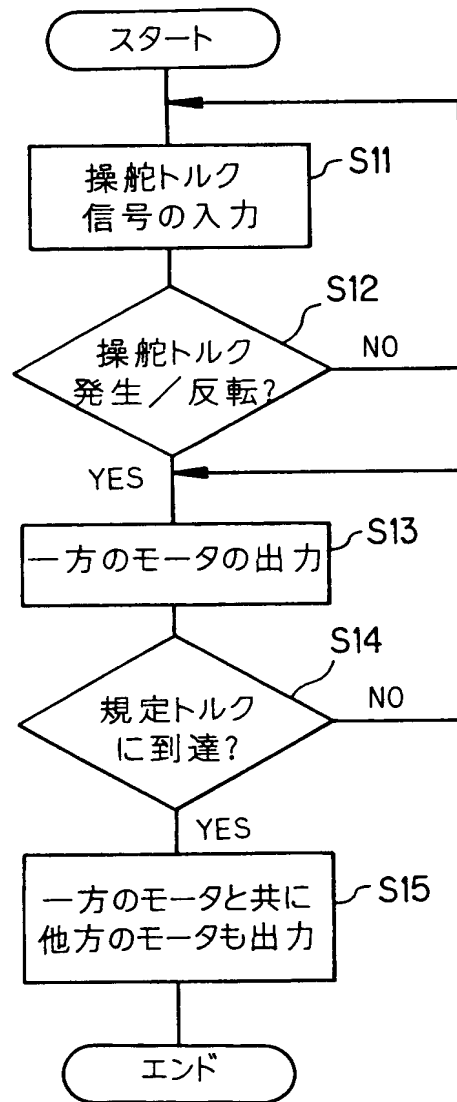 スタート
操舵トルク
信号の入力
S11
操舵トルク
発生／反転?
S12
NO
YES
一方のモータの出力
S13
規定トルク
に到達?
S14
NO
YES
一方のモータと共に
他方のモータも出力
S15
エンド